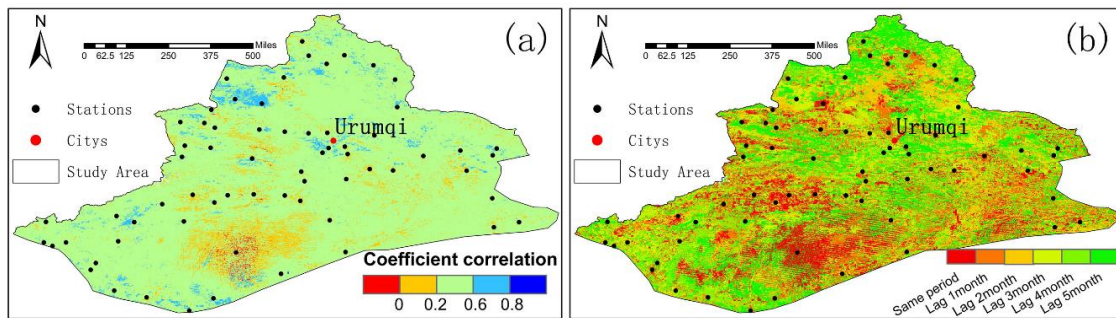 N
(a)
Miles
0 62.5 125 250 375 500
Stations
Citys
Study Area
Urumqi
Coefficient correlation
0 0.2 0.6 0.8
N
(b)
Miles
0 62.5 125 250 375 500
Stations
Citys
Study Area
Urumqi
Same period
Lag 1month
Lag 2month
Lag 3month
Lag 4month
Lag 5month